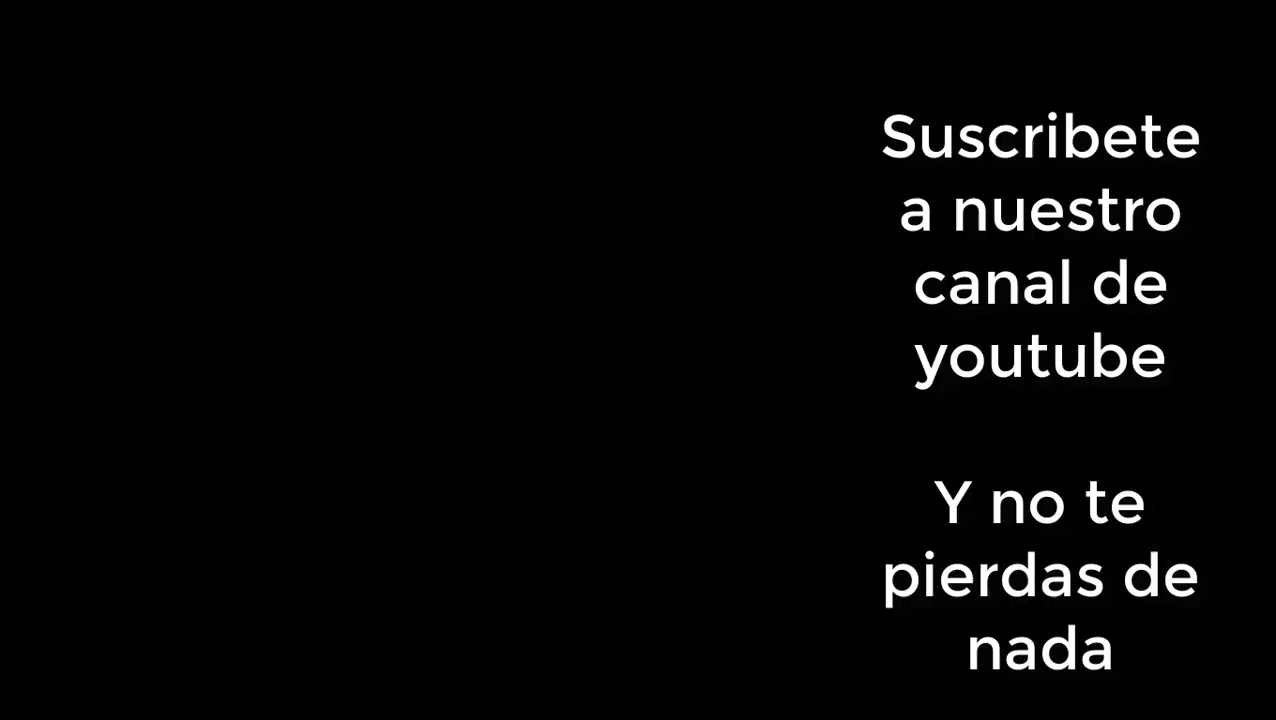 Suscribete
a nuestro
canal de
youtube
Y no te
pierdas de
nada